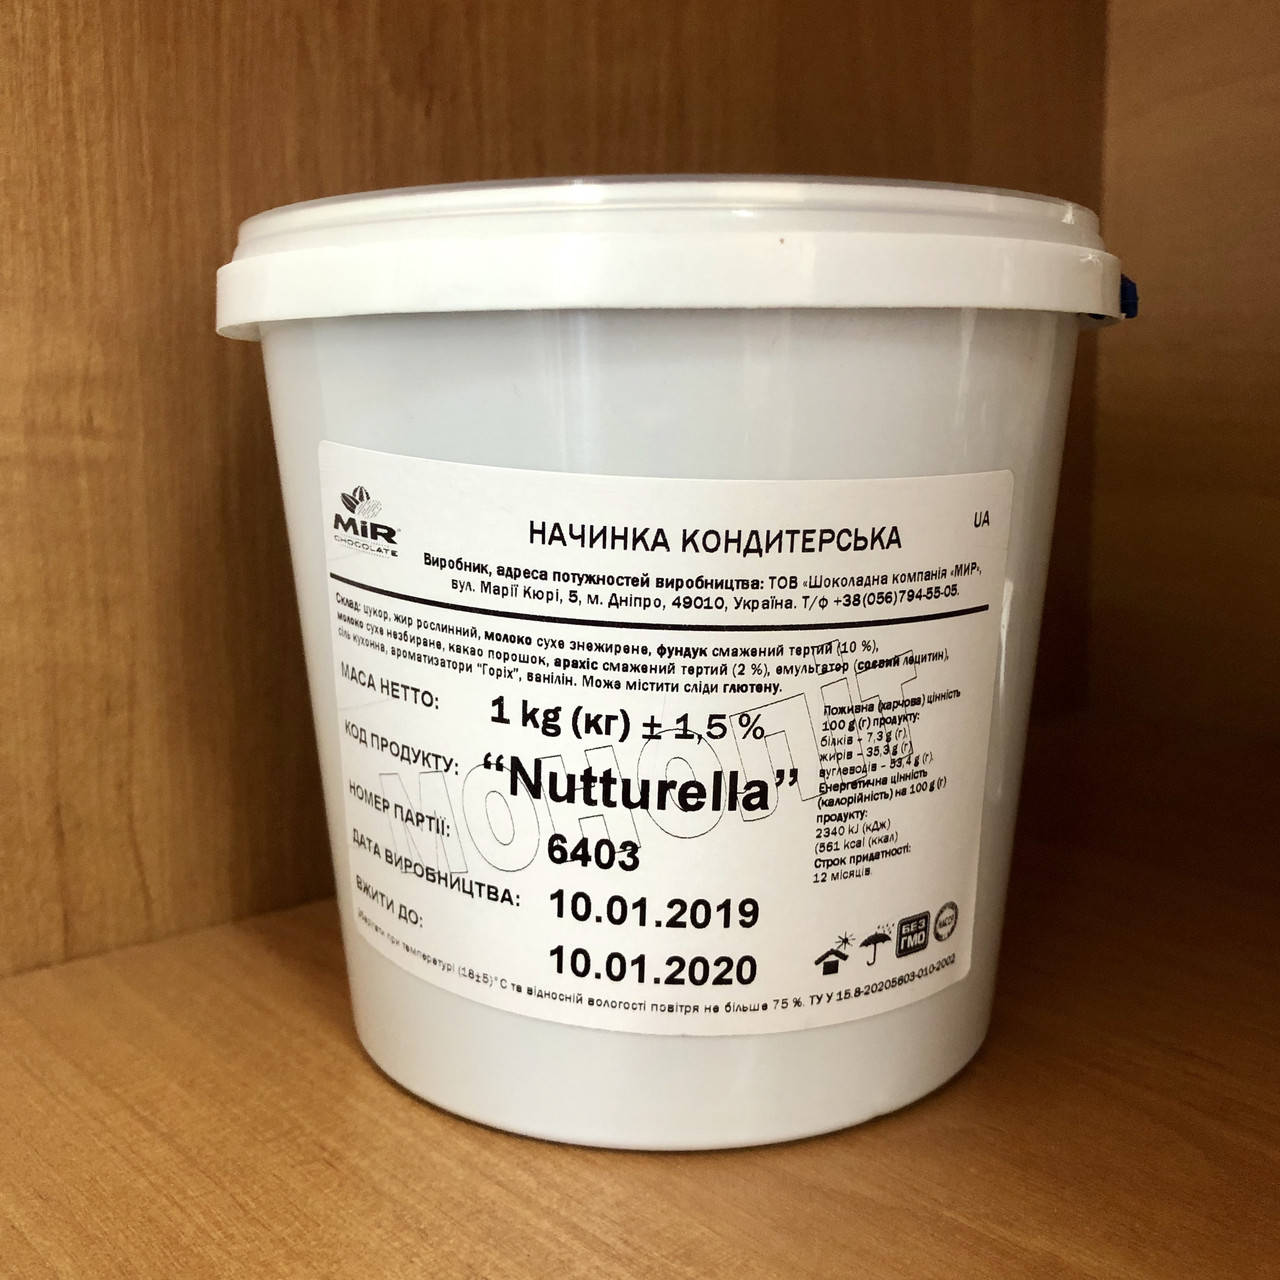 MiR
CHOCOLATE
НАЧИНКА КОНДИТЕРСЬКА
UA
Виробник, адреса потужностей виробництва: ТОВ «Шоколадна компанія «МИР»,
вул. Марії Кюрі, 5, м. Дніпро, 49010, Україна. Т/ф +38(056)794-55-05.
Склад: цукор, жир рослинний, молоко сухе знежирене, фундук смажений тертий (10 %),
молоко сухе незбиране, какао порошок, арахіс смажений тертий (2 %), емульгатор (соєвий лецитин),
сіль кухонна, ароматизатори "Горіх", ванілін. Може містити сліди глютену.
МАСА НЕТТО: 1 kg (кг) ± 1,5 %
КОД ПРОДУКТУ: “Nutturella”
НОМЕР ПАРТІЇ: 6403
ДАТА ВИРОБНИЦТВА: 10.01.2019
ВЖИТИ ДО: 10.01.2020
Поживна (харчова) цінність
100 g (г) продукту:
білків – 7,3 g (г)
жирів – 35,3 g (г)
вуглеводів – 53,4 g (г).
Енергетична цінність
(калорійність) на 100 g (г)
продукту:
2340 kJ (кДж)
(561 kcal (ккал)
Строк придатності:
12 місяців.
БЕЗ
ГМО
HACCP
Зберігати при температурі (18±5)°С та відносній вологості повітря не більше 75 %. ТУ У 15.8-20205603-010-2002
МОНОЛІТ